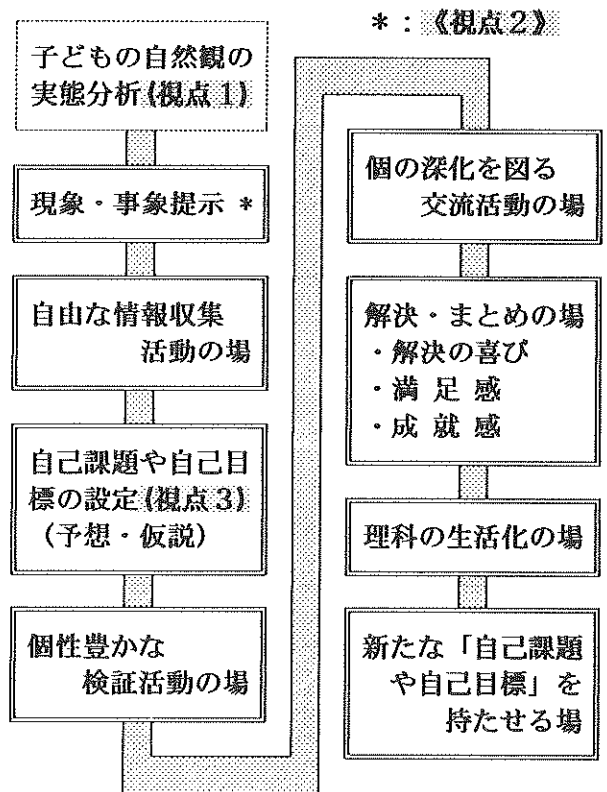 *：《視点2》
子どもの自然観の
実態分析(視点1)
現象・事象提示 *
自由な情報収集
活動の場
自己課題や自己目
標の設定(視点3)
(予想・仮説)
個性豊かな
検証活動の場
個の深化を図る
交流活動の場
解決・まとめの場
・解決の喜び
・満足感
・成就感
理科の生活化の場
新たな「自己課題
や自己目標」を
持たせる場